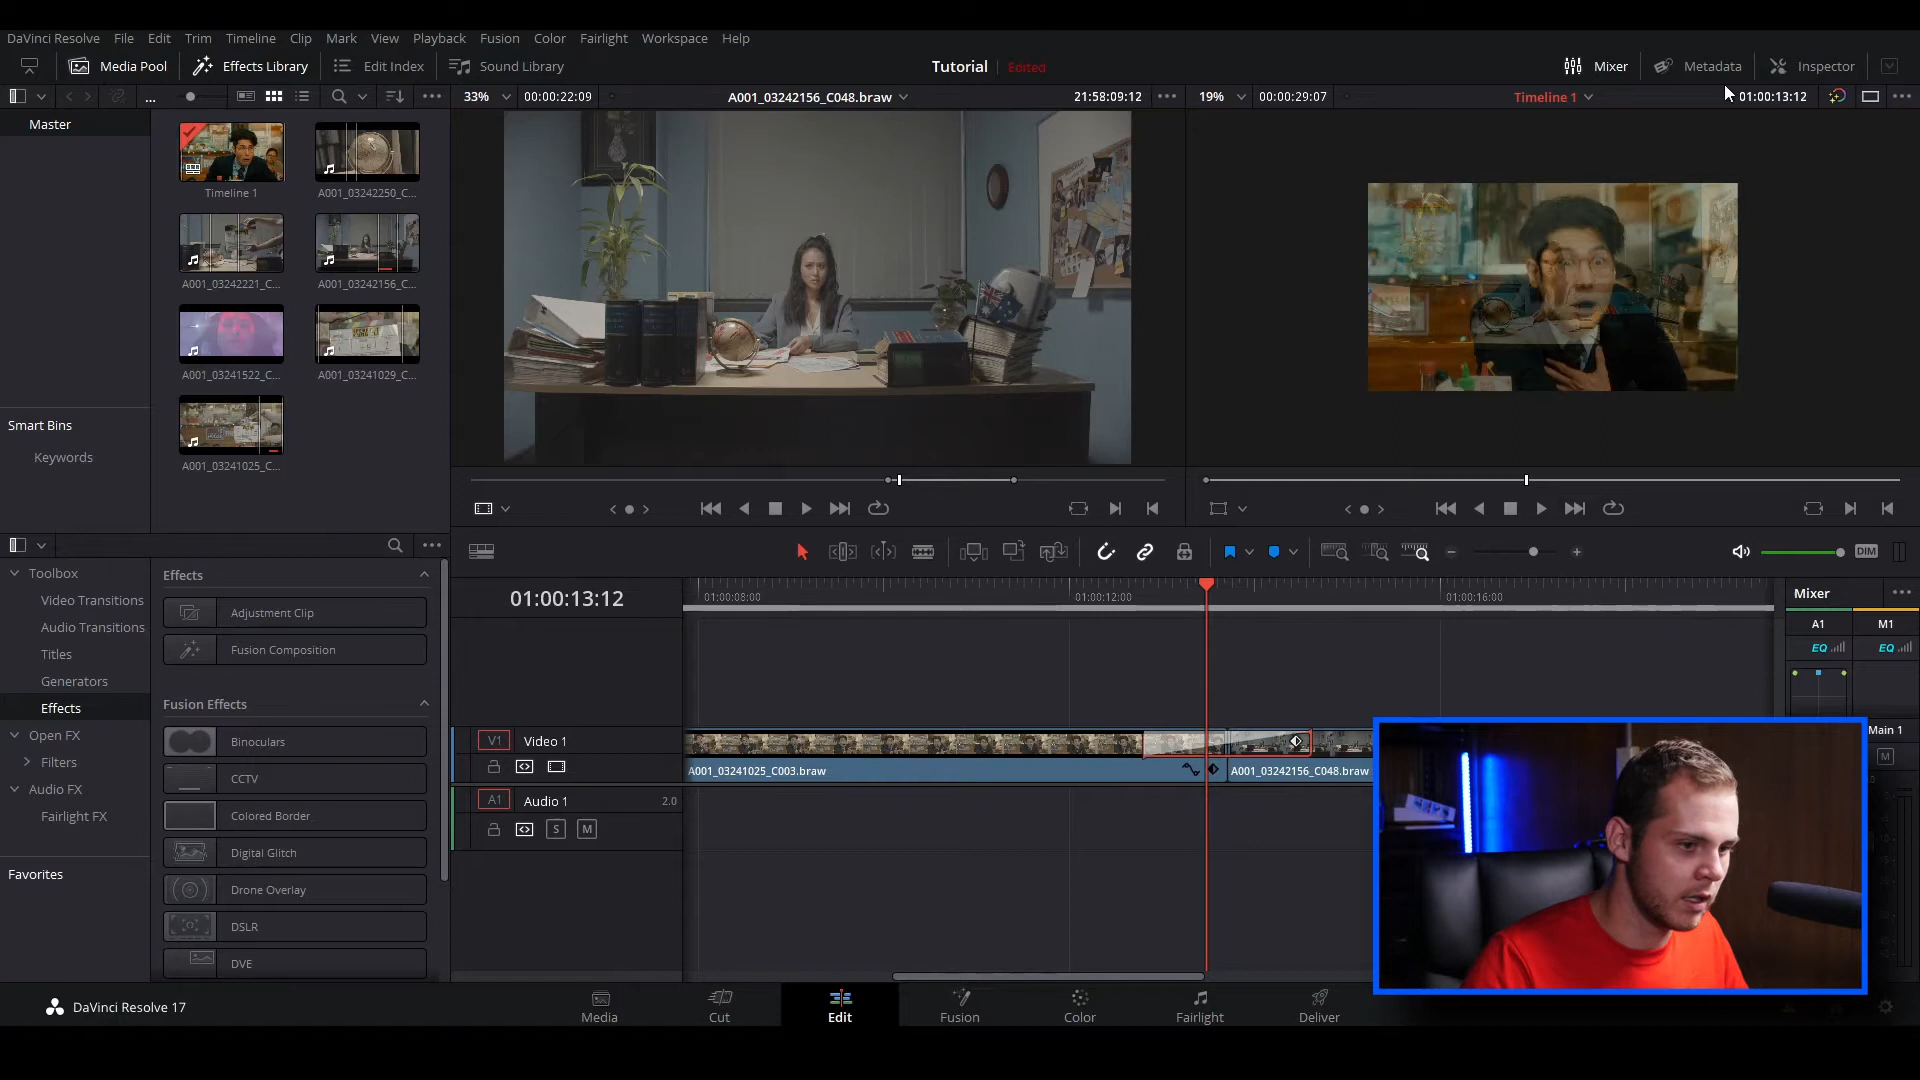 DaVinci Resolve File Edit Trim Timeline Clip Mark View Playback Fusion Color Fairlight Workspace Help
Media Pool Effects Library Edit Index Sound Library Tutorial Edited Mixer Metadata Inspector
... 33% 00:00:22:09 A001_03242156_C048.braw 21:58:09:12 19% 00:00:29:07 Timeline 1 01:00:13:12
Master
Timeline 1
A001_03242250_C...
A001_03242221_C...
A001_03242156_C...
A001_03241522_C...
A001_03241029_C...
A001_03241025_C...
Smart Bins
Keywords
Toolbox
Video Transitions
Audio Transitions
Titles
Generators
Effects
Open FX
Filters
Audio FX
Fairlight FX
Favorites
Effects
Adjustment Clip
Fusion Composition
Fusion Effects
Binoculars
CCTV
Colored Border
Digital Glitch
Drone Overlay
DSLR
DVE
DIM
01:00:13:12
01:00:08:00 01:00:12:00 01:00:16:00
V1 Video 1
A001_03241025_C003.braw A001_03242156_C048.braw
A1 Audio 1 2.0
S M
Mixer
A1 M1
EQ EQ
Main 1
M
DaVinci Resolve 17
Media Cut Edit Fusion Color Fairlight Deliver